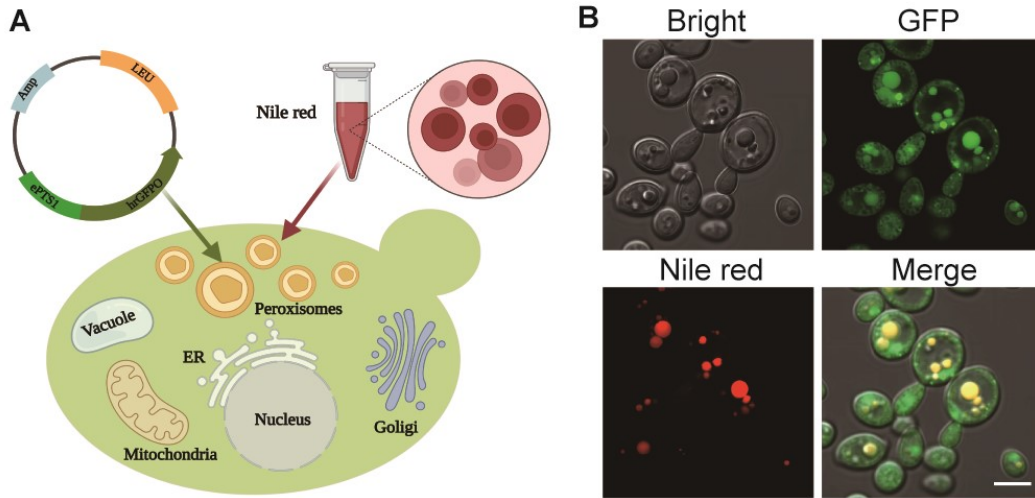 A
Amp
LEU
ePTS1
hrGFPO
Nile red
Peroxisomes
Vacuole
ER
Nucleus
Mitochondria
Goligi
B
Bright
GFP
Nile red
Merge